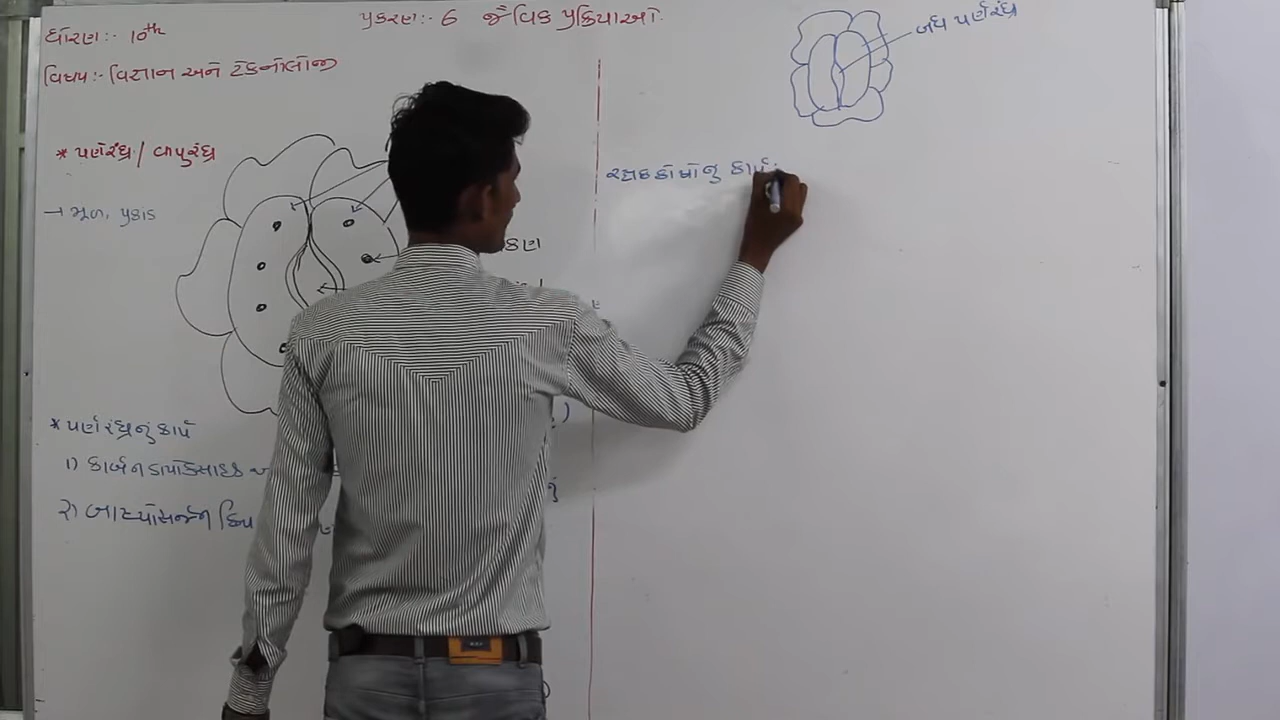 ધોરણ:- 10th
વિષય:- વિજ્ઞાન અને ટેકનોલોજી
પ્રકરણ:- 6 જૈવિક પ્રક્રિયાઓ.
* પર્ણરંધ્ર / વાયુરંધ્ર
→ મૂળ, પ્રકાંડ
* પર્ણરંધ્રનું કાર્ય
1) કાર્બન ડાયોક્સાઇડ
2) બાષ્પોત્સર્જન ક્રિયા
બંધ પર્ણરંધ્ર
રક્ષકકોષોનું કાર્ય: